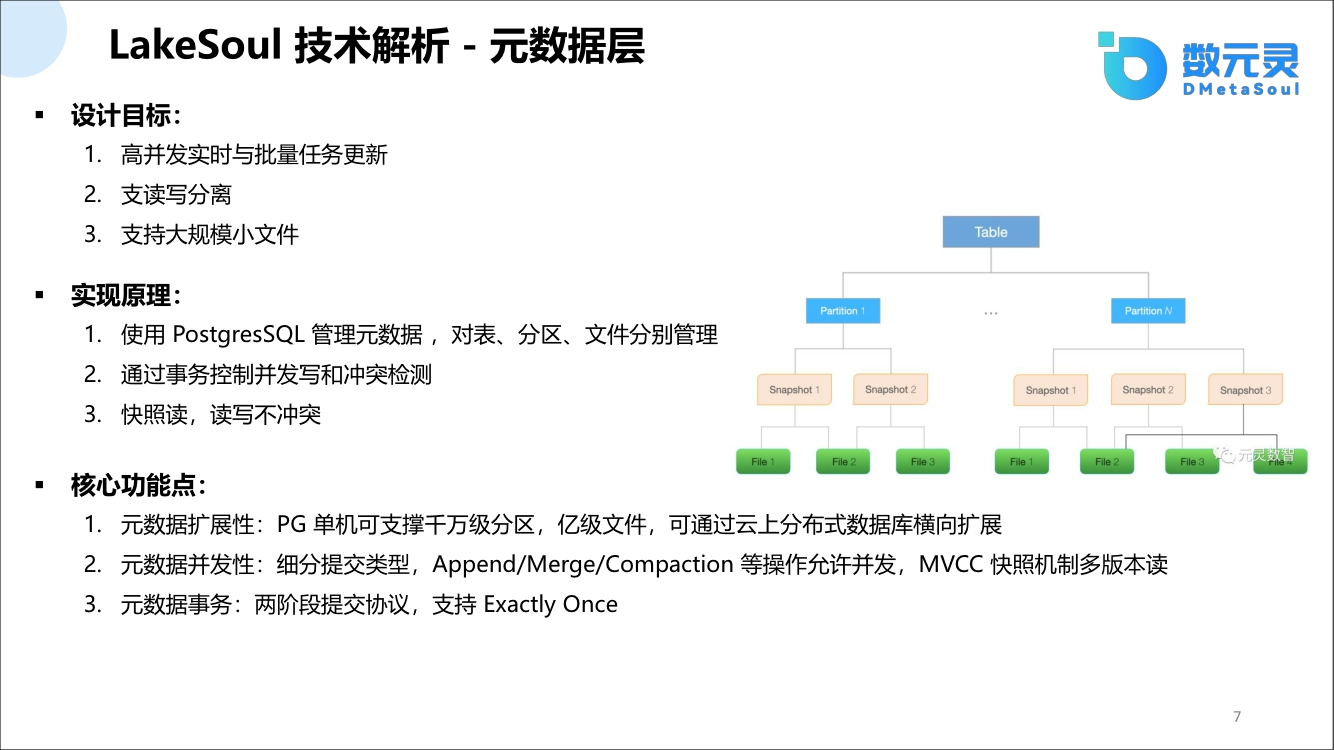 LakeSoul 技术解析 - 元数据层
数元灵
DMetaSoul
▪ 设计目标：
1. 高并发实时与批量任务更新
2. 支读写分离
3. 支持大规模小文件
▪ 实现原理：
1. 使用 PostgresSQL 管理元数据 ，对表、分区、文件分别管理
2. 通过事务控制并发写和冲突检测
3. 快照读，读写不冲突
Table
Partition 1 ... Partition N
Snapshot 1 Snapshot 2 Snapshot 1 Snapshot 2 Snapshot 3
File 1 File 2 File 3 File 1 File 2 File 3 File 4
元灵数智
▪ 核心功能点：
1. 元数据扩展性：PG 单机可支撑千万级分区，亿级文件，可通过云上分布式数据库横向扩展
2. 元数据并发性：细分提交类型，Append/Merge/Compaction 等操作允许并发，MVCC 快照机制多版本读
3. 元数据事务：两阶段提交协议，支持 Exactly Once
7